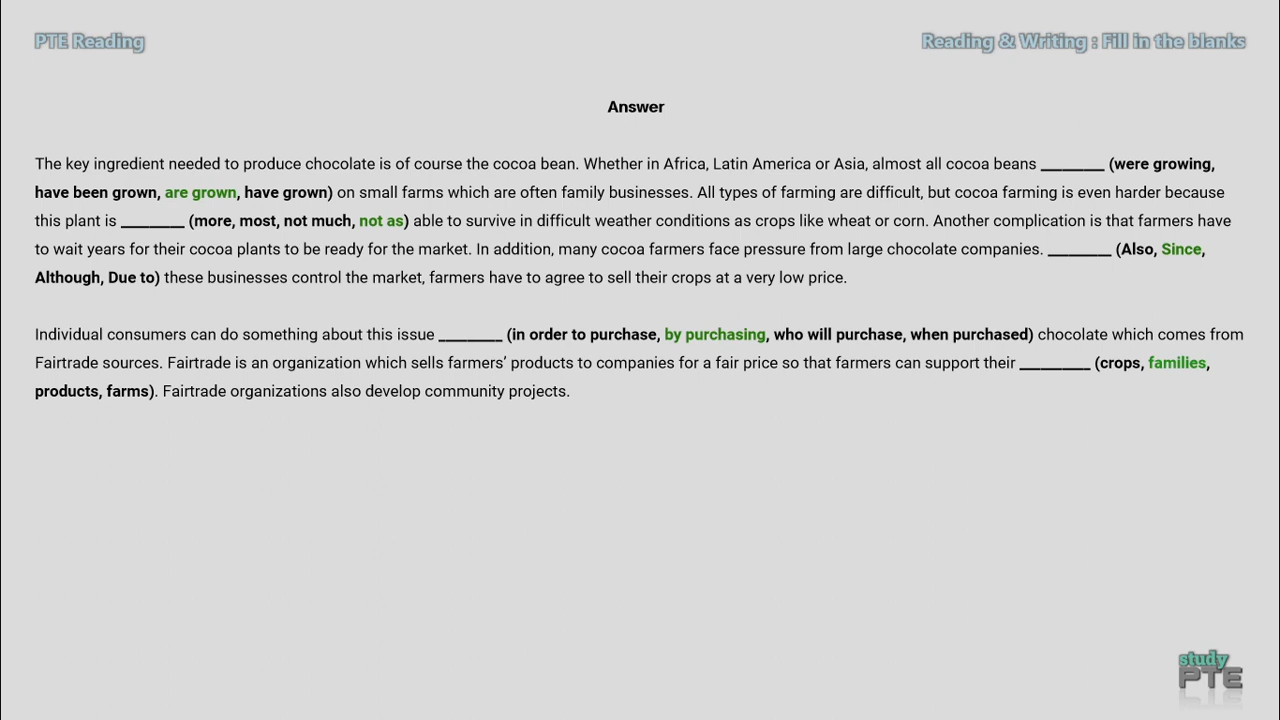 PTE Reading
Reading & Writing : Fill in the blanks
Answer
The key ingredient needed to produce chocolate is of course the cocoa bean. Whether in Africa, Latin America or Asia, almost all cocoa beans ________ (were growing,
have been grown, are grown, have grown) on small farms which are often family businesses. All types of farming are difficult, but cocoa farming is even harder because
this plant is ________ (more, most, not much, not as) able to survive in difficult weather conditions as crops like wheat or corn. Another complication is that farmers have
to wait years for their cocoa plants to be ready for the market. In addition, many cocoa farmers face pressure from large chocolate companies. ________ (Also, Since,
Although, Due to) these businesses control the market, farmers have to agree to sell their crops at a very low price.
Individual consumers can do something about this issue ________ (in order to purchase, by purchasing, who will purchase, when purchased) chocolate which comes from
Fairtrade sources. Fairtrade is an organization which sells farmers’ products to companies for a fair price so that farmers can support their _________ (crops, families,
products, farms). Fairtrade organizations also develop community projects.
study
PTE